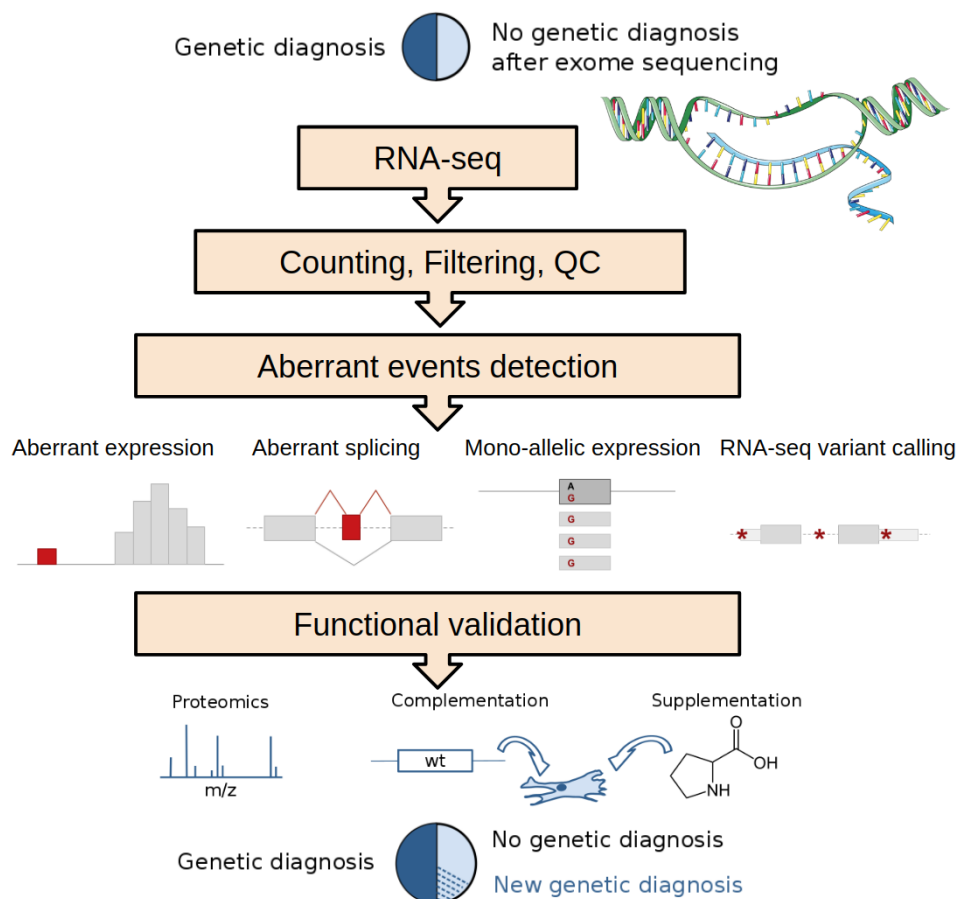 Genetic diagnosis
No genetic diagnosis
after exome sequencing
RNA-seq
Counting, Filtering, QC
Aberrant events detection
Aberrant expression
Aberrant splicing
Mono-allelic expression
RNA-seq variant calling
A
G
G
G
G
*
*
*
Functional validation
Proteomics
Complementation
Supplementation
m/z
wt
O
OH
NH
Genetic diagnosis
No genetic diagnosis
New genetic diagnosis